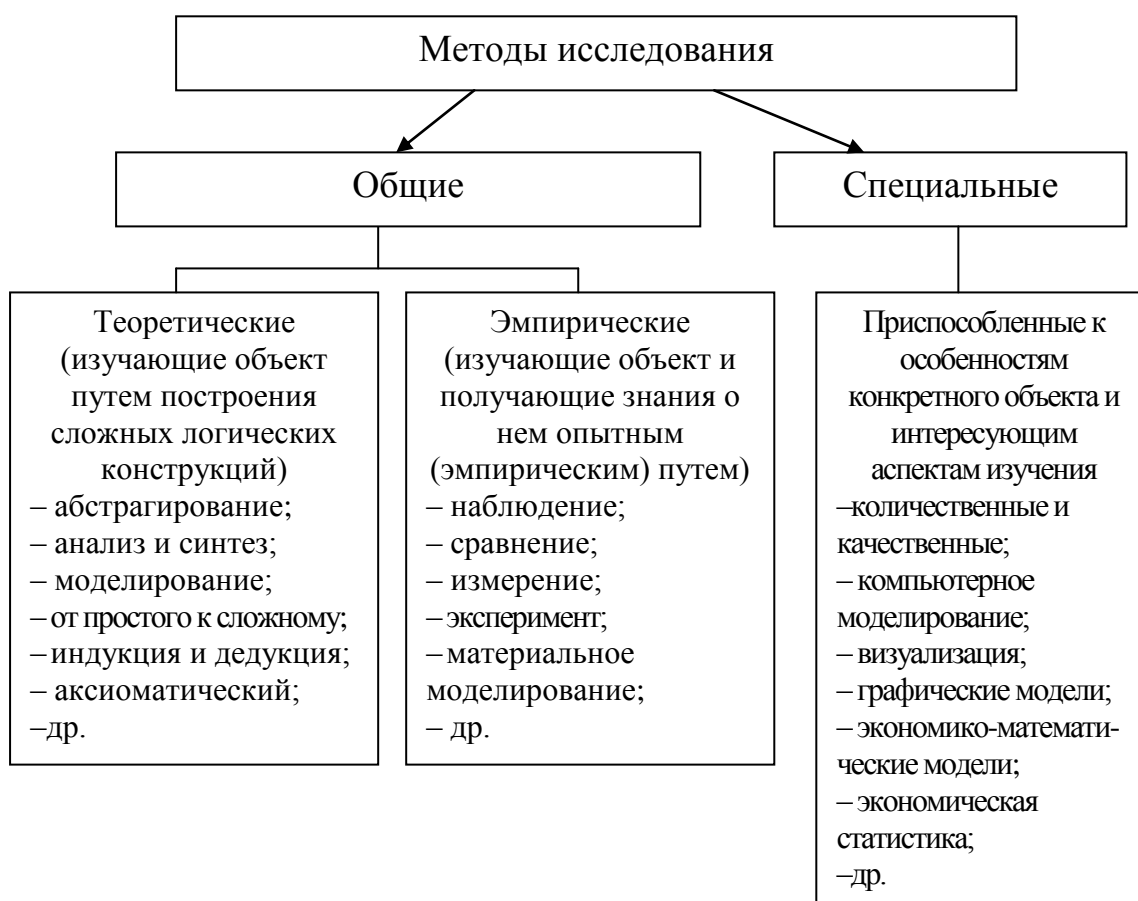 Методы исследования
Общие
Специальные
Теоретические
(изучающие объект
путем построения
сложных логических
конструкций)
– абстрагирование;
– анализ и синтез;
– моделирование;
– от простого к сложному;
– индукция и дедукция;
– аксиоматический;
–др.
Эмпирические
(изучающие объект и
получающие знания о
нем опытным
(эмпирическим) путем)
– наблюдение;
– сравнение;
– измерение;
– эксперимент;
– материальное
моделирование;
– др.
Приспособленные к
особенностям
конкретного объекта и
интересующим
аспектам изучения
–количественные и
качественные;
– компьютерное
моделирование;
– визуализация;
– графические модели;
– экономико-математи-
ческие модели;
– экономическая
статистика;
–др.